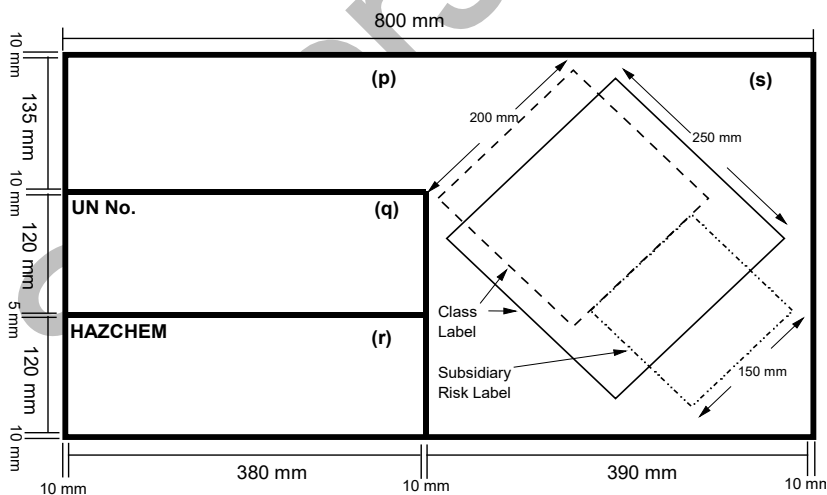 800 mm
10 mm
(p)
(s)
200 mm
250 mm
135 mm
10 mm
UN No.
(q)
120 mm
5 mm
HAZCHEM
(r)
Class
Label
120 mm
Subsidiary
Risk Label
150 mm
10 mm
380 mm
390 mm
10 mm
10 mm
10 mm